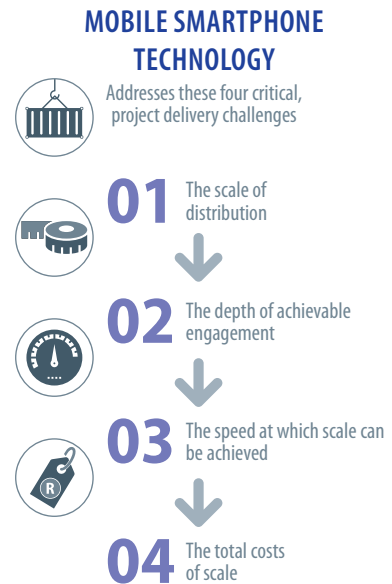 MOBILE SMARTPHONE
TECHNOLOGY
Addresses these four critical,
project delivery challenges
01 The scale of
distribution
02 The depth of achievable
engagement
03 The speed at which scale can
be achieved
R
04 The total costs
of scale